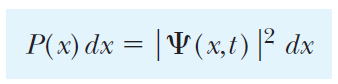 P(x) dx = | Ψ(x,t) |² dx